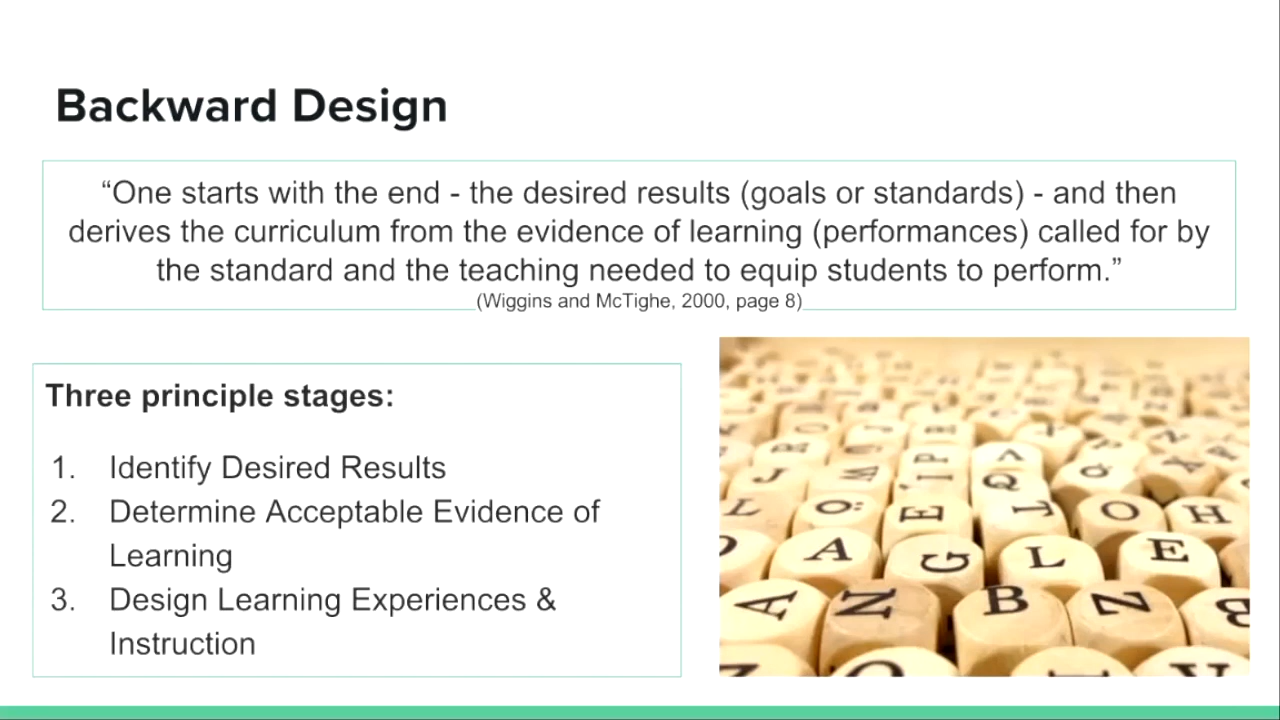 Backward Design
“One starts with the end - the desired results (goals or standards) - and then
derives the curriculum from the evidence of learning (performances) called for by
the standard and the teaching needed to equip students to perform.”
(Wiggins and McTighe, 2000, page 8)
Three principle stages:
1. Identify Desired Results
2. Determine Acceptable Evidence of
Learning
3. Design Learning Experiences &
Instruction
O H
A G L E
A N B N B